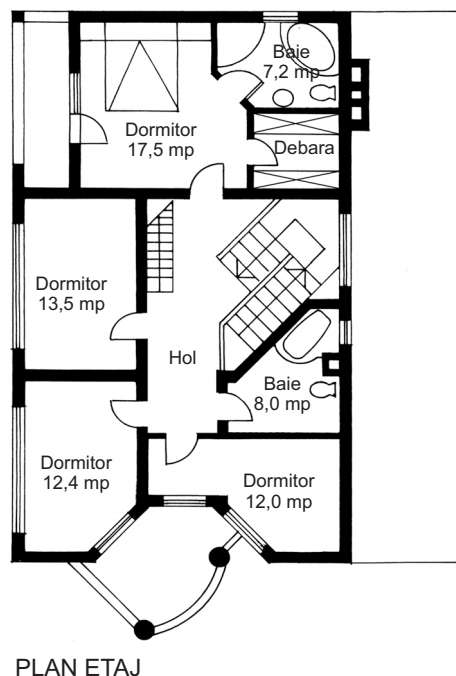 Baie
7,2 mp
Dormitor
17,5 mp
Debara
Dormitor
13,5 mp
Hol
Baie
8,0 mp
Dormitor
12,4 mp
Dormitor
12,0 mp
PLAN ETAJ